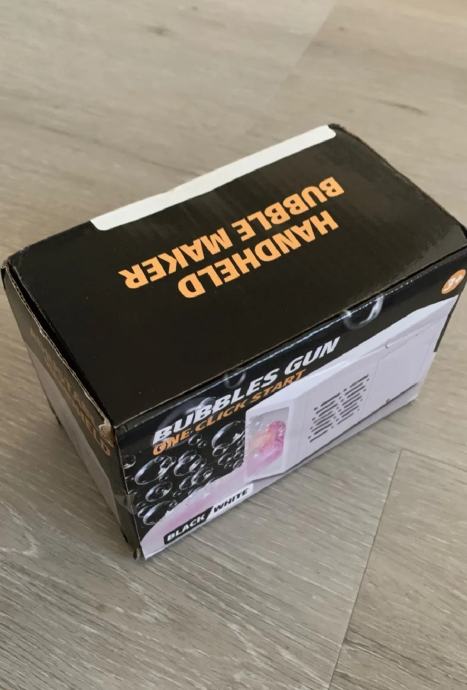 HANDHELD
BUBBLE MAKER
BUBBLES GUN
ONE CLICK START
BLACK WHITE